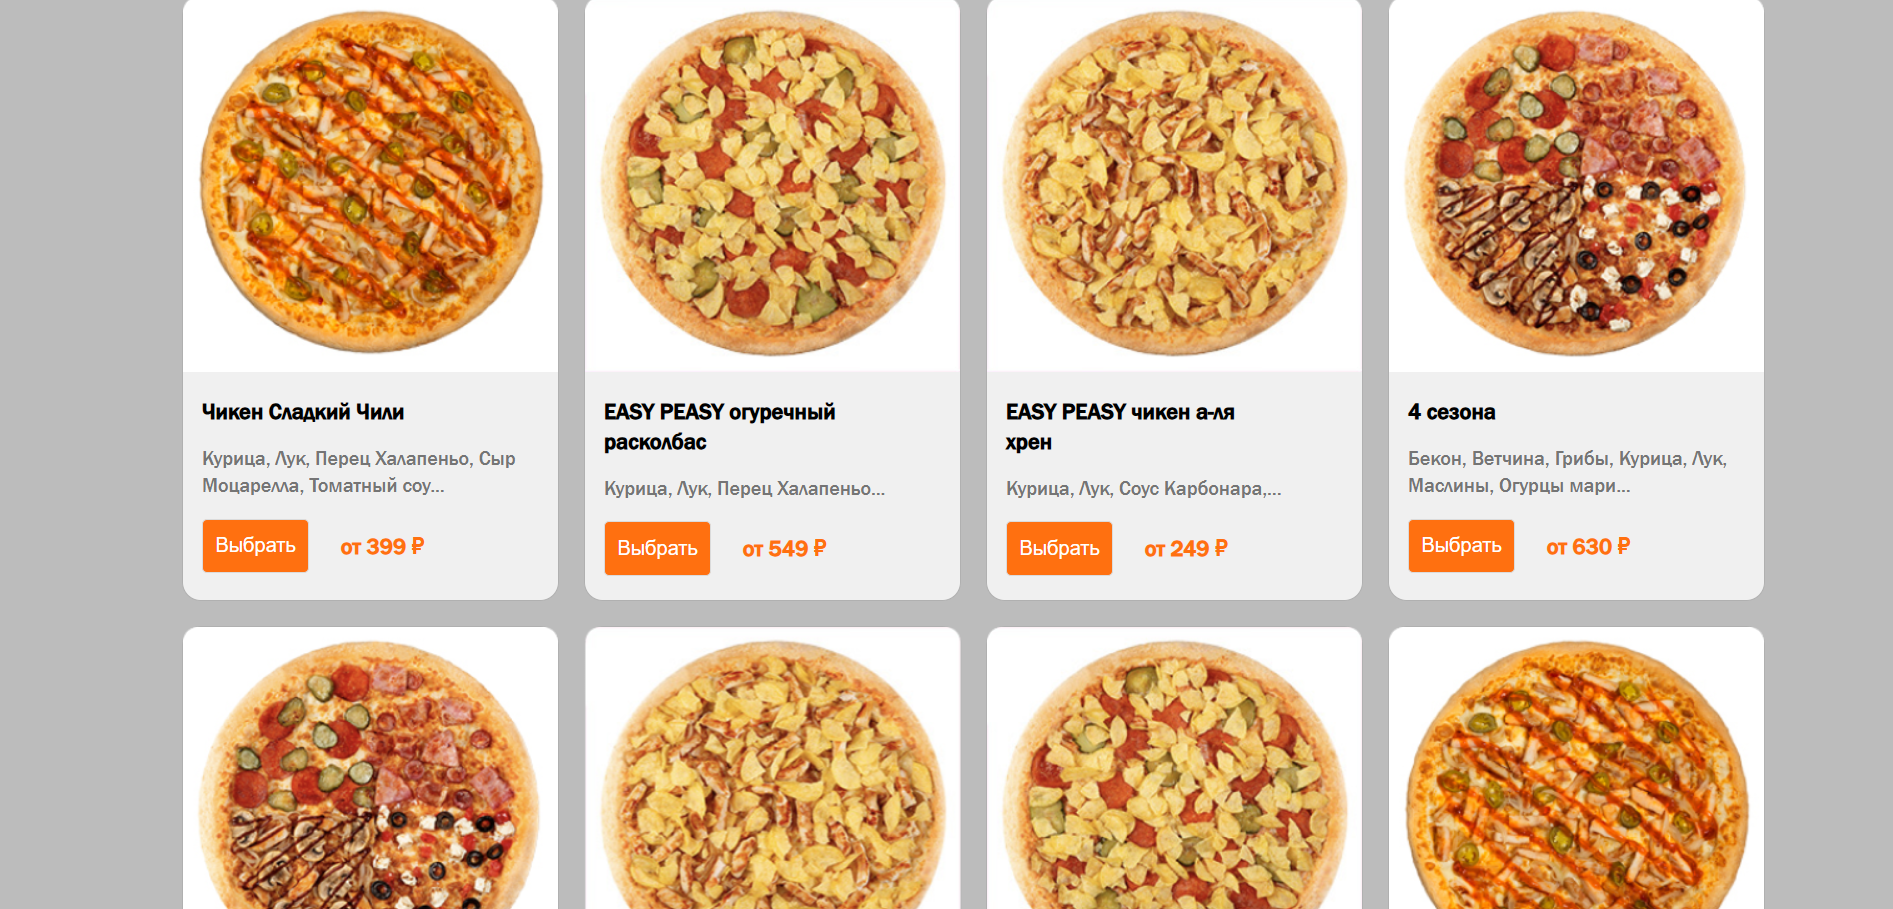 Чикен Сладкий Чили
Курица, Лук, Перец Халапеньо, Сыр
Моцарелла, Томатный соу...
Выбрать
от 399 ₽
EASY PEASY огуречный
расколбас
Курица, Лук, Перец Халапеньо...
Выбрать
от 549 ₽
EASY PEASY чикен а-ля
хрен
Курица, Лук, Соус Карбонара,...
Выбрать
от 249 ₽
4 сезона
Бекон, Ветчина, Грибы, Курица, Лук,
Маслины, Огурцы мари...
Выбрать
от 630 ₽